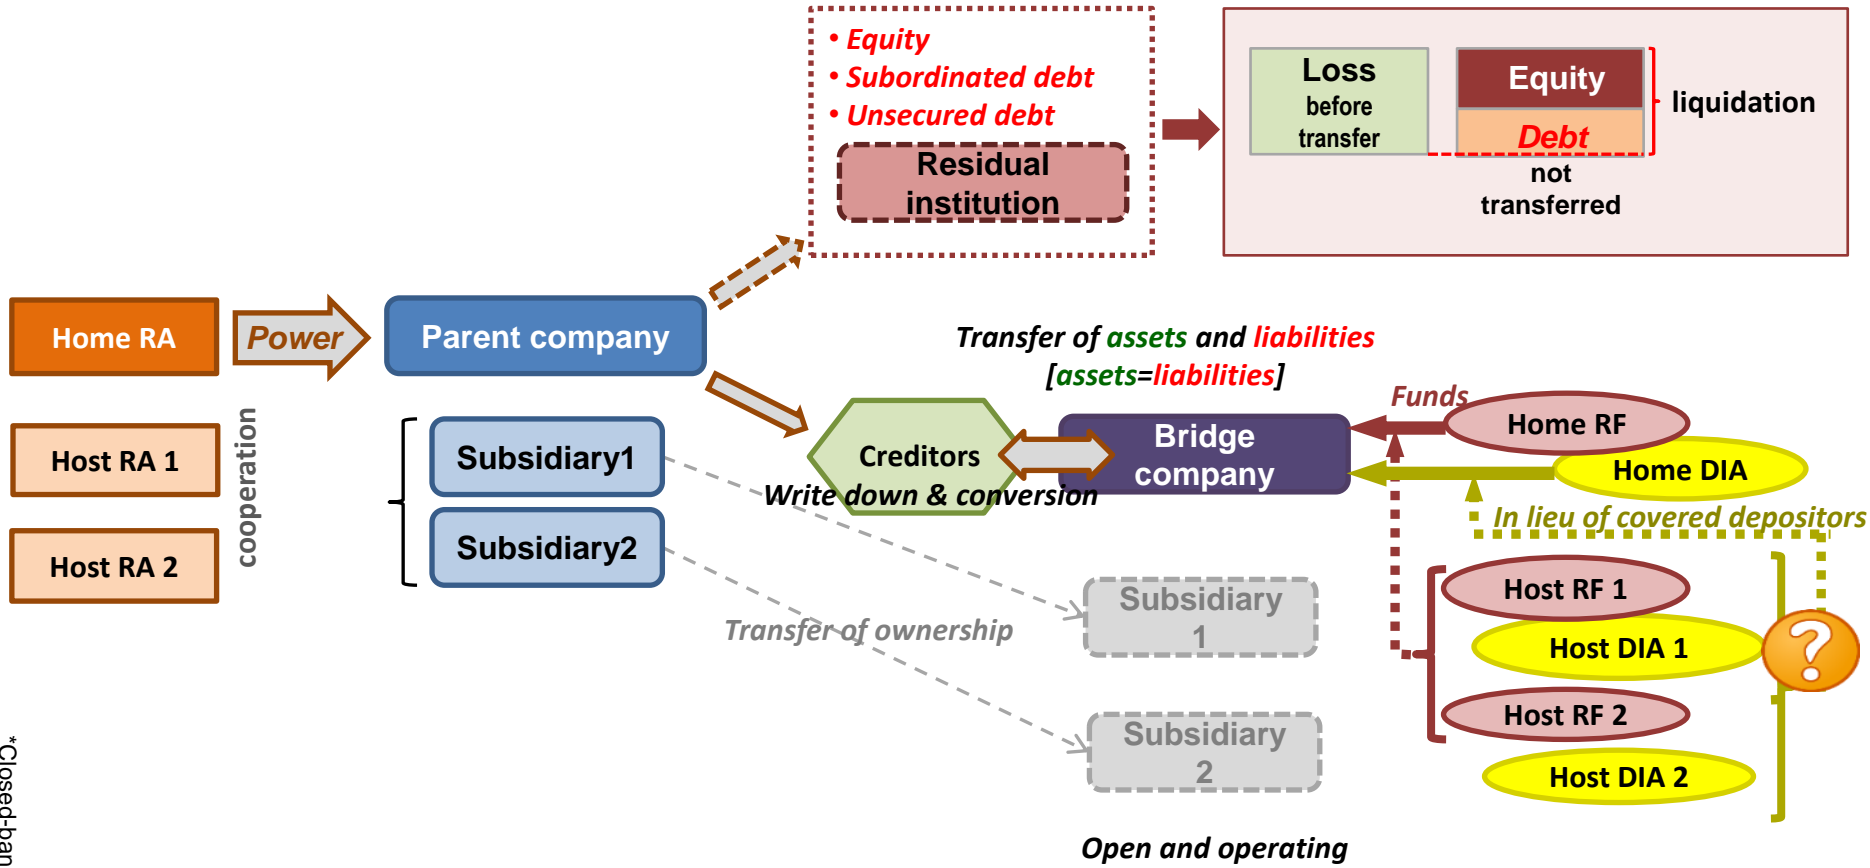 • Equity
• Subordinated debt
• Unsecured debt
Residual
institution
Loss
before
transfer
Equity
Debt
not
transferred
liquidation
Home RA
Power
Parent company
Transfer of assets and liabilities
[assets=liabilities]
Host RA 1
Host RA 2
cooperation
Subsidiary1
Subsidiary2
Creditors
Write down & conversion
Bridge
company
Funds
Home RF
Home DIA
In lieu of covered depositors
Host RF 1
Host DIA 1
Host RF 2
Host DIA 2
?
Transfer of ownership
Subsidiary
1
Subsidiary
2
Open and operating
*Closed-ban